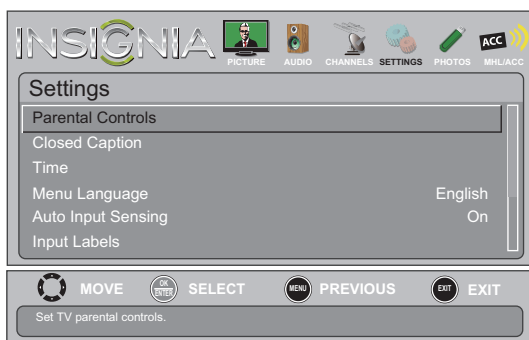 INSIGNIA
PICTURE AUDIO CHANNELS SETTINGS PHOTOS MHL/ACC
ACC
Settings
Parental Controls
Closed Caption
Time
Menu Language English
Auto Input Sensing On
Input Labels
MOVE OK ENTER SELECT MENU PREVIOUS EXIT EXIT
Set TV parental controls.